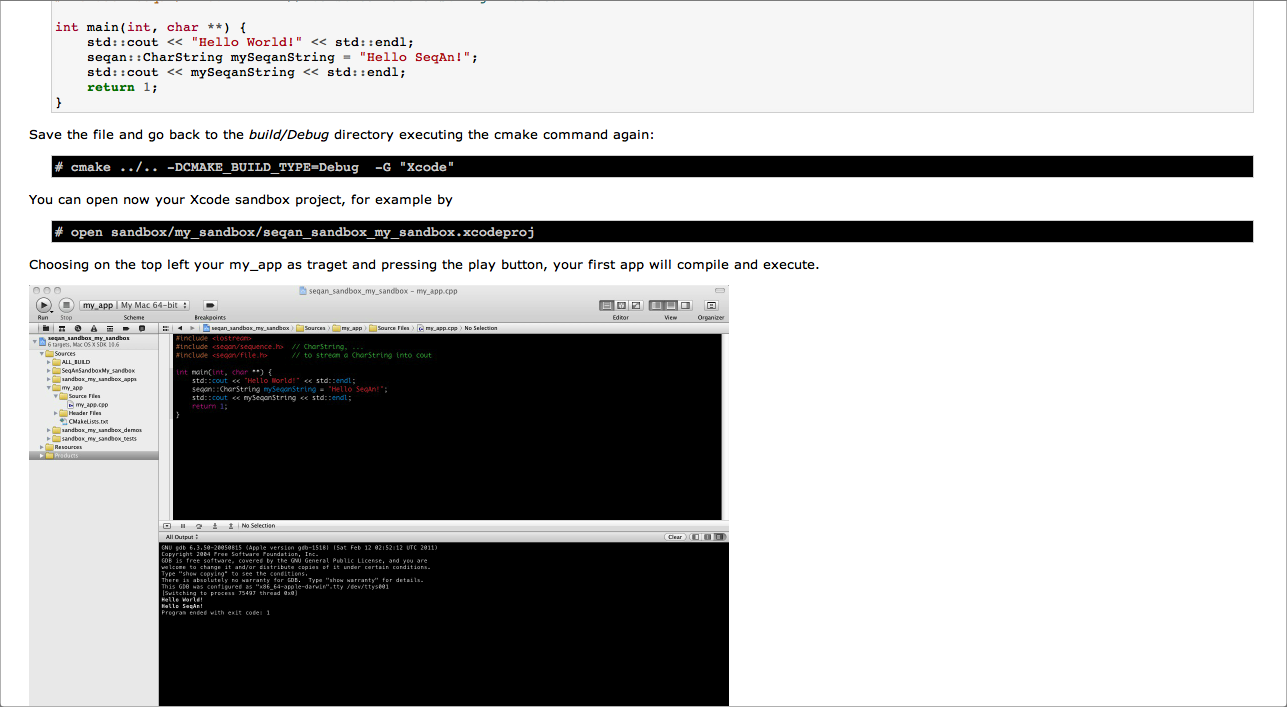 int main(int, char **) {
std::cout << "Hello World!" << std::endl;
seqan::CharString mySeqanString = "Hello SeqAn!";
std::cout << mySeqanString << std::endl;
return 1;
}
Save the file and go back to the build/Debug directory executing the cmake command again:
# cmake ../.. -DCMAKE_BUILD_TYPE=Debug  -G "Xcode"
You can open now your Xcode sandbox project, for example by
# open sandbox/my_sandbox/seqan_sandbox_my_sandbox.xcodeproj
Choosing on the top left your my_app as traget and pressing the play button, your first app will compile and execute.
seqan_sandbox_my_sandbox – my_app.cpp
my_app | My Mac 64-bit
Run Stop Scheme Breakpoints Editor View Organizer
seqan_sandbox_my_sandbox Sources my_app Source Files my_app.cpp No Selection
seqan_sandbox_my_sandbox
6 targets, Mac OS X SDK 10.6
Sources
ALL_BUILD
SeqAnSandboxMy_sandbox
sandbox_my_sandbox_apps
my_app
Source Files
my_app.cpp
Header Files
CMakeLists.txt
sandbox_my_sandbox_demos
sandbox_my_sandbox_tests
Resources
Products
#include <iostream>
#include <seqan/sequence.h>  // CharString, ...
#include <seqan/file.h>      // to stream a CharString into cout
int main(int, char **) {
std::cout << "Hello World!" << std::endl;
seqan::CharString mySeqanString = "Hello SeqAn!";
std::cout << mySeqanString << std::endl;
return 1;
}
No Selection
All Output
Clear
GNU gdb 6.3.50-20050815 (Apple version gdb-1518) (Sat Feb 12 02:52:12 UTC 2011)
Copyright 2004 Free Software Foundation, Inc.
GDB is free software, covered by the GNU General Public License, and you are
welcome to change it and/or distribute copies of it under certain conditions.
Type "show copying" to see the conditions.
There is absolutely no warranty for GDB.  Type "show warranty" for details.
This GDB was configured as "x86_64-apple-darwin".tty /dev/ttys001
[Switching to process 75497 thread 0x0]
Hello World!
Hello SeqAn!
Program ended with exit code: 1